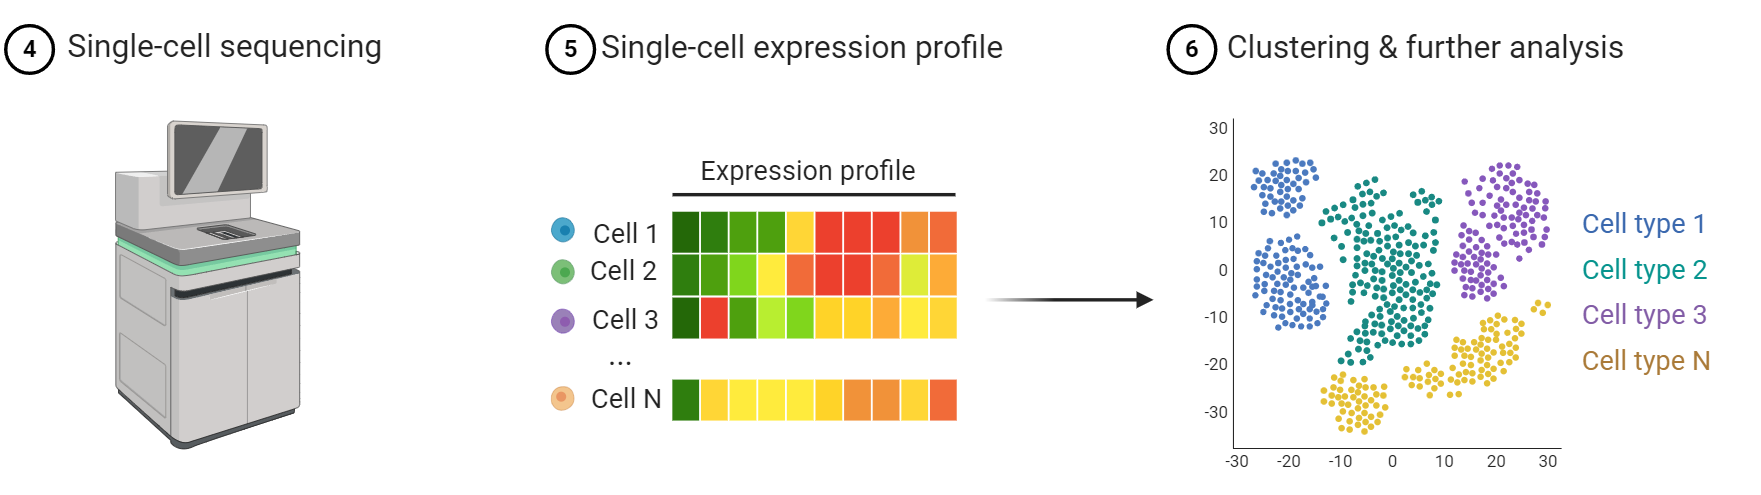 4 Single-cell sequencing
5 Single-cell expression profile
Expression profile
Cell 1
Cell 2
Cell 3
...
Cell N
6 Clustering & further analysis
30
20
10
0
-10
-20
-30
-30 -20 -10 0 10 20 30
Cell type 1
Cell type 2
Cell type 3
Cell type N